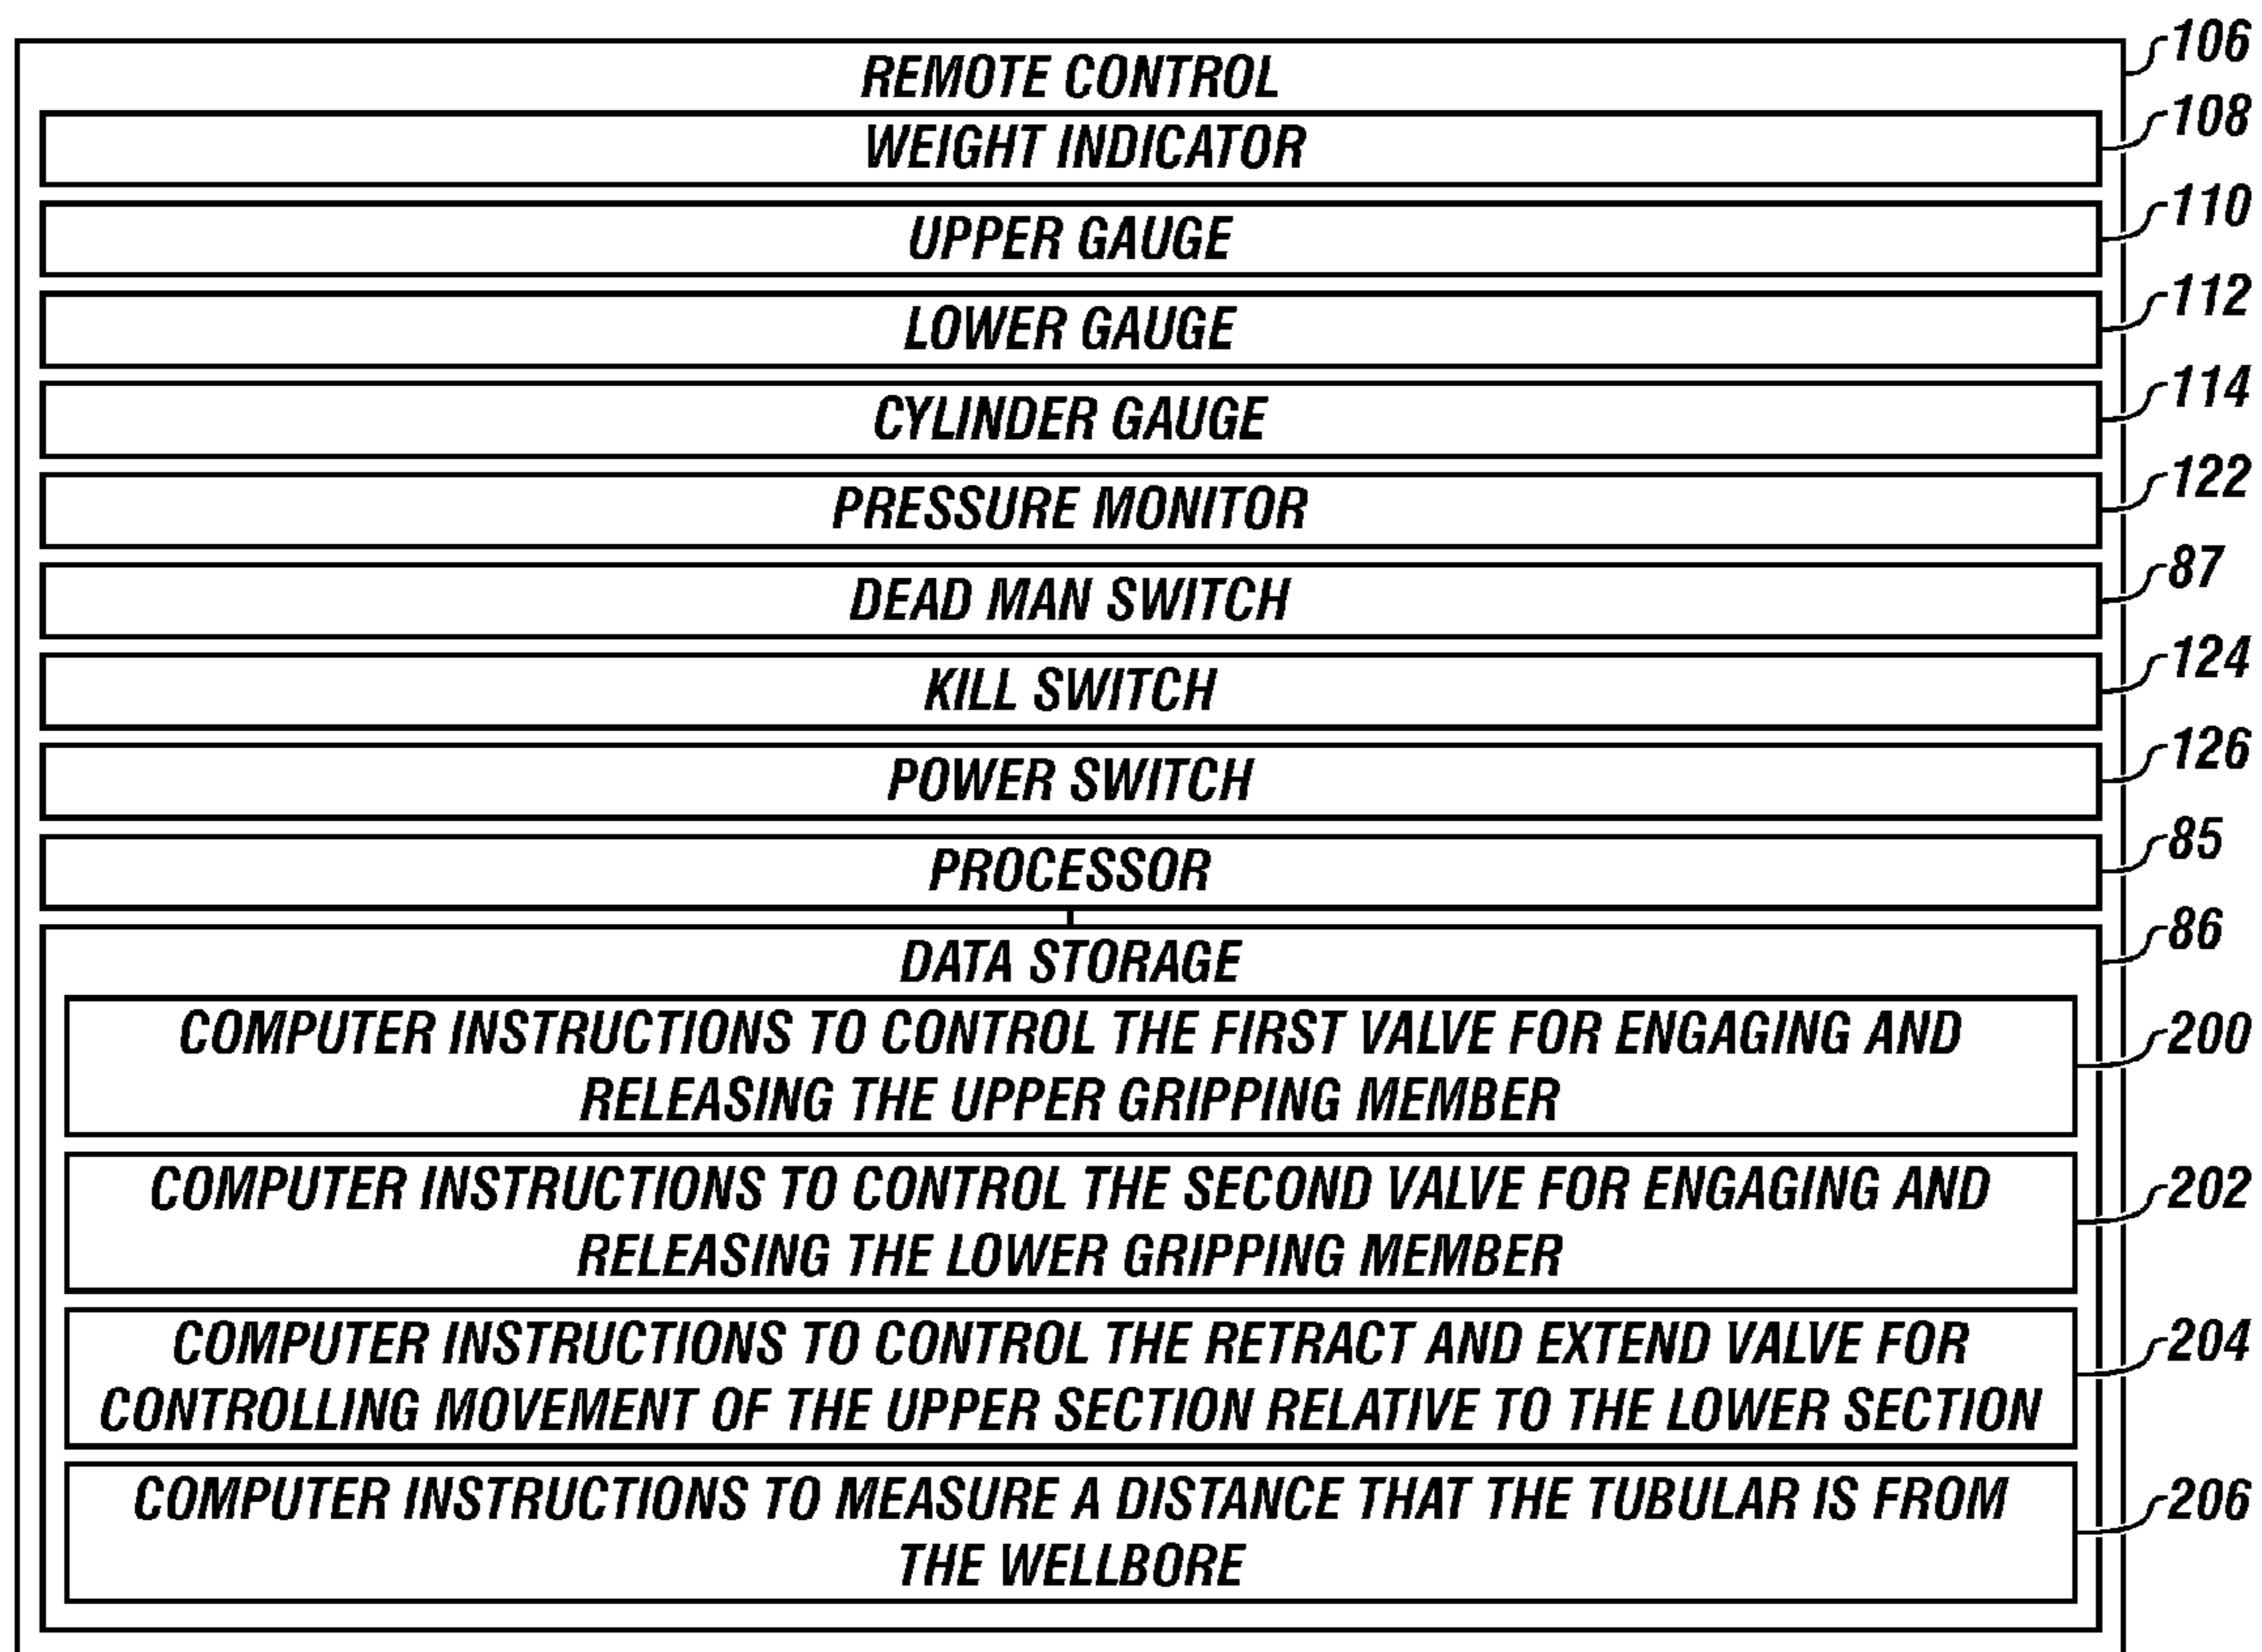 REMOTE CONTROL
106
WEIGHT INDICATOR
108
UPPER GAUGE
110
LOWER GAUGE
112
CYLINDER GAUGE
114
PRESSURE MONITOR
122
DEAD MAN SWITCH
87
KILL SWITCH
124
POWER SWITCH
126
PROCESSOR
85
DATA STORAGE
86
COMPUTER INSTRUCTIONS TO CONTROL THE FIRST VALVE FOR ENGAGING AND
RELEASING THE UPPER GRIPPING MEMBER
200
COMPUTER INSTRUCTIONS TO CONTROL THE SECOND VALVE FOR ENGAGING AND
RELEASING THE LOWER GRIPPING MEMBER
202
COMPUTER INSTRUCTIONS TO CONTROL THE RETRACT AND EXTEND VALVE FOR
CONTROLLING MOVEMENT OF THE UPPER SECTION RELATIVE TO THE LOWER SECTION
204
COMPUTER INSTRUCTIONS TO MEASURE A DISTANCE THAT THE TUBULAR IS FROM
THE WELLBORE
206